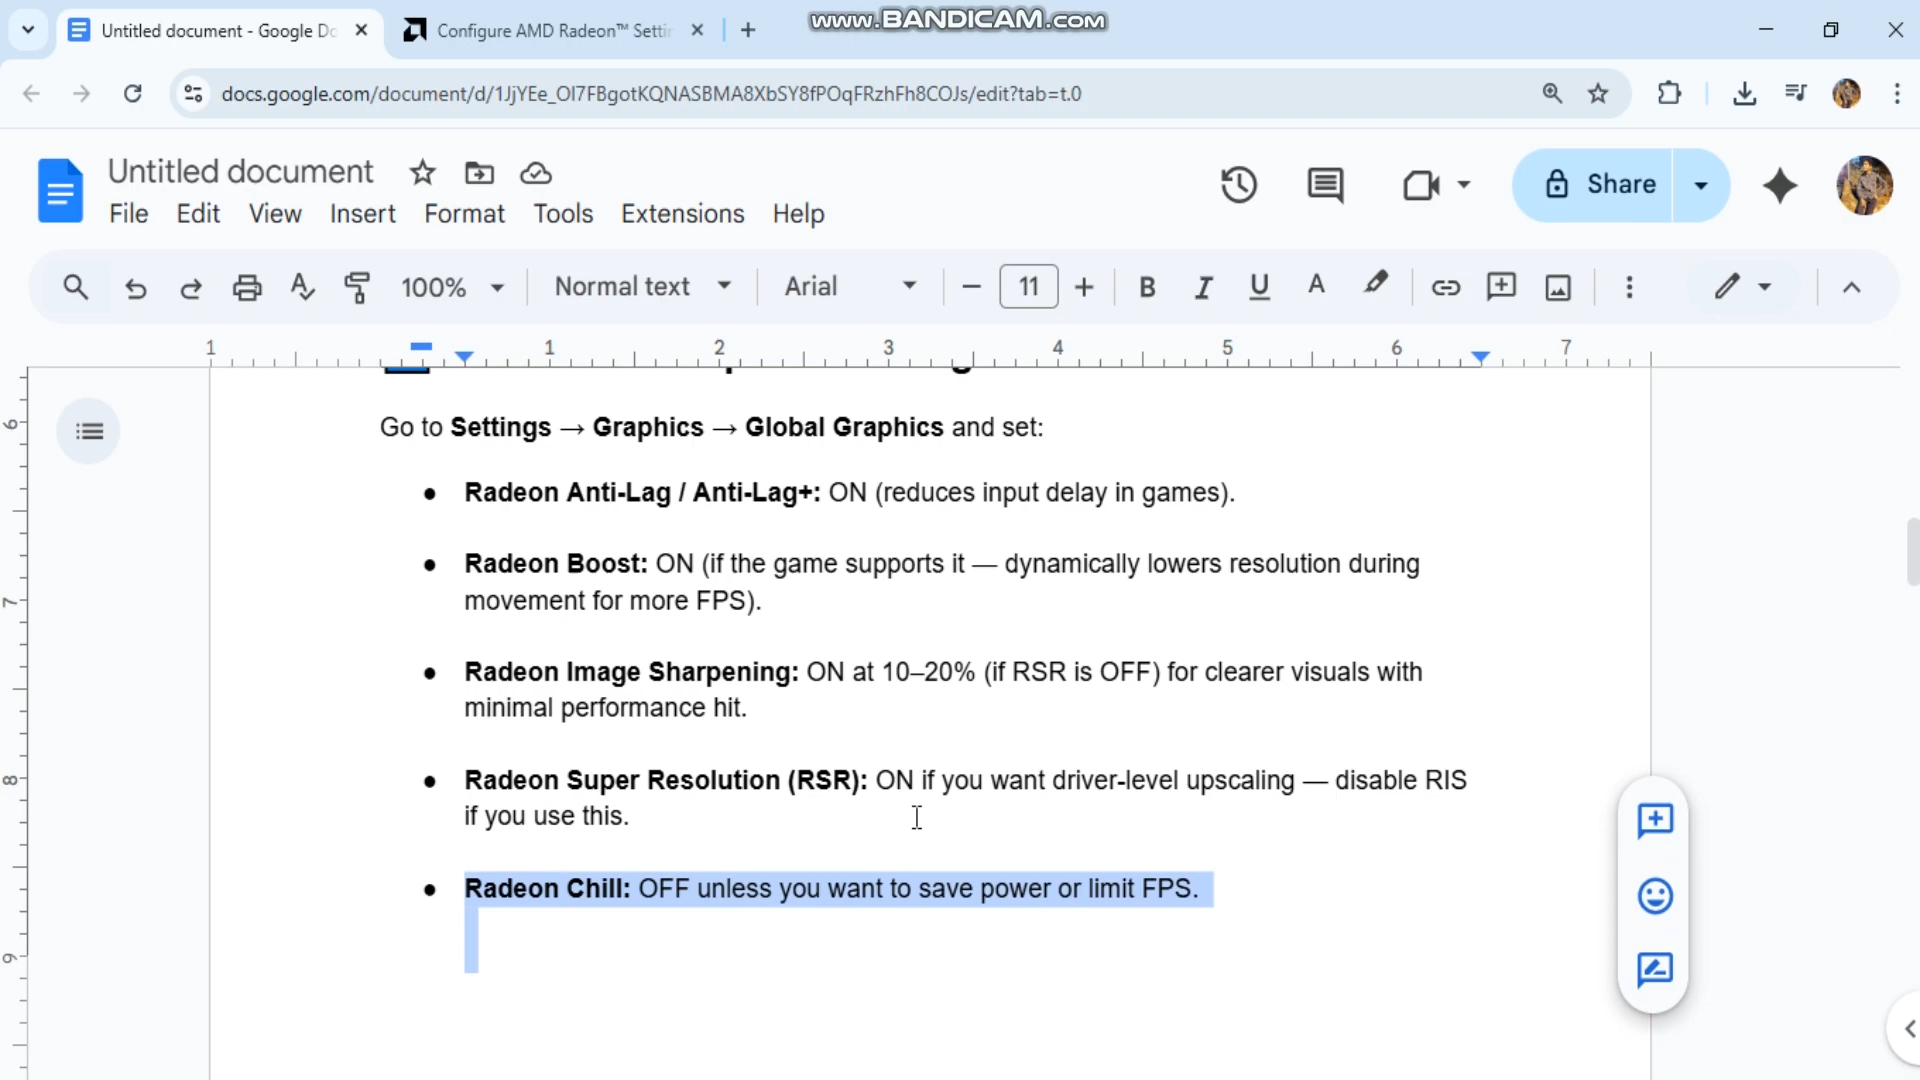 Untitled document - Google Do
Configure AMD Radeon™ Settin
www.BANDICAM.com
docs.google.com/document/d/1JjYEe_OI7FBgotKQNASBMA8XbSY8fPOqFRzhFh8COJs/edit?tab=t.0
Untitled document
File Edit View Insert Format Tools Extensions Help
Share
100% Normal text Arial 11
1 1 2 3 4 5 6 7
Go to Settings → Graphics → Global Graphics and set:
● Radeon Anti-Lag / Anti-Lag+: ON (reduces input delay in games).
● Radeon Boost: ON (if the game supports it — dynamically lowers resolution during
movement for more FPS).
● Radeon Image Sharpening: ON at 10–20% (if RSR is OFF) for clearer visuals with
minimal performance hit.
● Radeon Super Resolution (RSR): ON if you want driver-level upscaling — disable RIS
if you use this.
● Radeon Chill: OFF unless you want to save power or limit FPS.
6
7
8
9